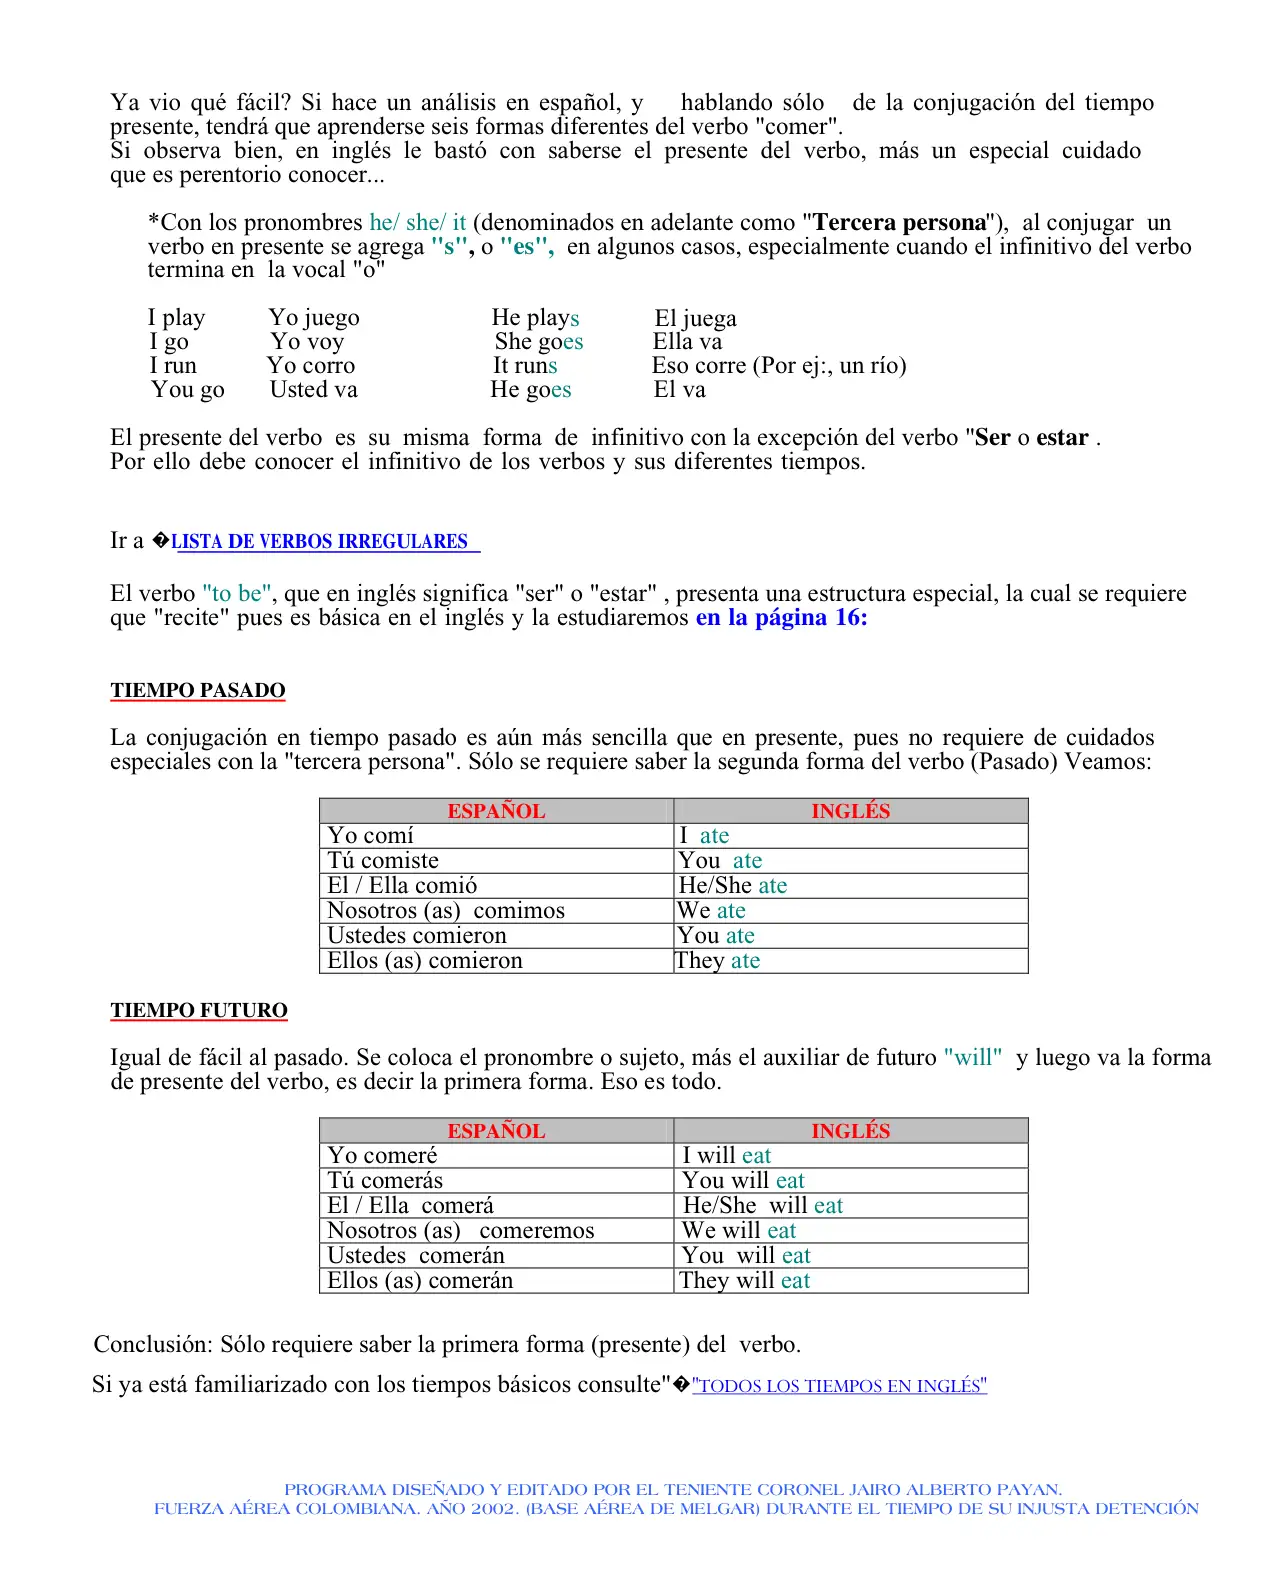 Ya vio qué fácil? Si hace un análisis en español, y hablando sólo de la conjugación del tiempo
presente, tendrá que aprenderse seis formas diferentes del verbo "comer".
Si observa bien, en inglés le bastó con saberse el presente del verbo, más un especial cuidado
que es perentorio conocer...
*Con los pronombres he/ she/ it (denominados en adelante como "Tercera persona"), al conjugar un
verbo en presente se agrega "s", o "es", en algunos casos, especialmente cuando el infinitivo del verbo
termina en la vocal "o"
I play Yo juego He plays El juega
I go Yo voy She goes Ella va
I run Yo corro It runs Eso corre (Por ej:, un río)
You go Usted va He goes El va
El presente del verbo es su misma forma de infinitivo con la excepción del verbo "Ser o estar .
Por ello debe conocer el infinitivo de los verbos y sus diferentes tiempos.
Ir a �LISTA DE VERBOS IRREGULARES
El verbo "to be", que en inglés significa "ser" o "estar" , presenta una estructura especial, la cual se requiere
que "recite" pues es básica en el inglés y la estudiaremos en la página 16:
TIEMPO PASADO
La conjugación en tiempo pasado es aún más sencilla que en presente, pues no requiere de cuidados
especiales con la "tercera persona". Sólo se requiere saber la segunda forma del verbo (Pasado) Veamos:
ESPAÑOL INGLÉS
Yo comí I ate
Tú comiste You ate
El / Ella comió He/She ate
Nosotros (as) comimos We ate
Ustedes comieron You ate
Ellos (as) comieron They ate
TIEMPO FUTURO
Igual de fácil al pasado. Se coloca el pronombre o sujeto, más el auxiliar de futuro "will" y luego va la forma
de presente del verbo, es decir la primera forma. Eso es todo.
ESPAÑOL INGLÉS
Yo comeré I will eat
Tú comerás You will eat
El / Ella comerá He/She will eat
Nosotros (as) comeremos We will eat
Ustedes comerán You will eat
Ellos (as) comerán They will eat
Conclusión: Sólo requiere saber la primera forma (presente) del verbo.
Si ya está familiarizado con los tiempos básicos consulte"�"TODOS LOS TIEMPOS EN INGLÉS"
PROGRAMA DISEÑADO Y EDITADO POR EL TENIENTE CORONEL JAIRO ALBERTO PAYAN.
FUERZA AÉREA COLOMBIANA. AÑO 2002. (BASE AÉREA DE MELGAR) DURANTE EL TIEMPO DE SU INJUSTA DETENCIÓN